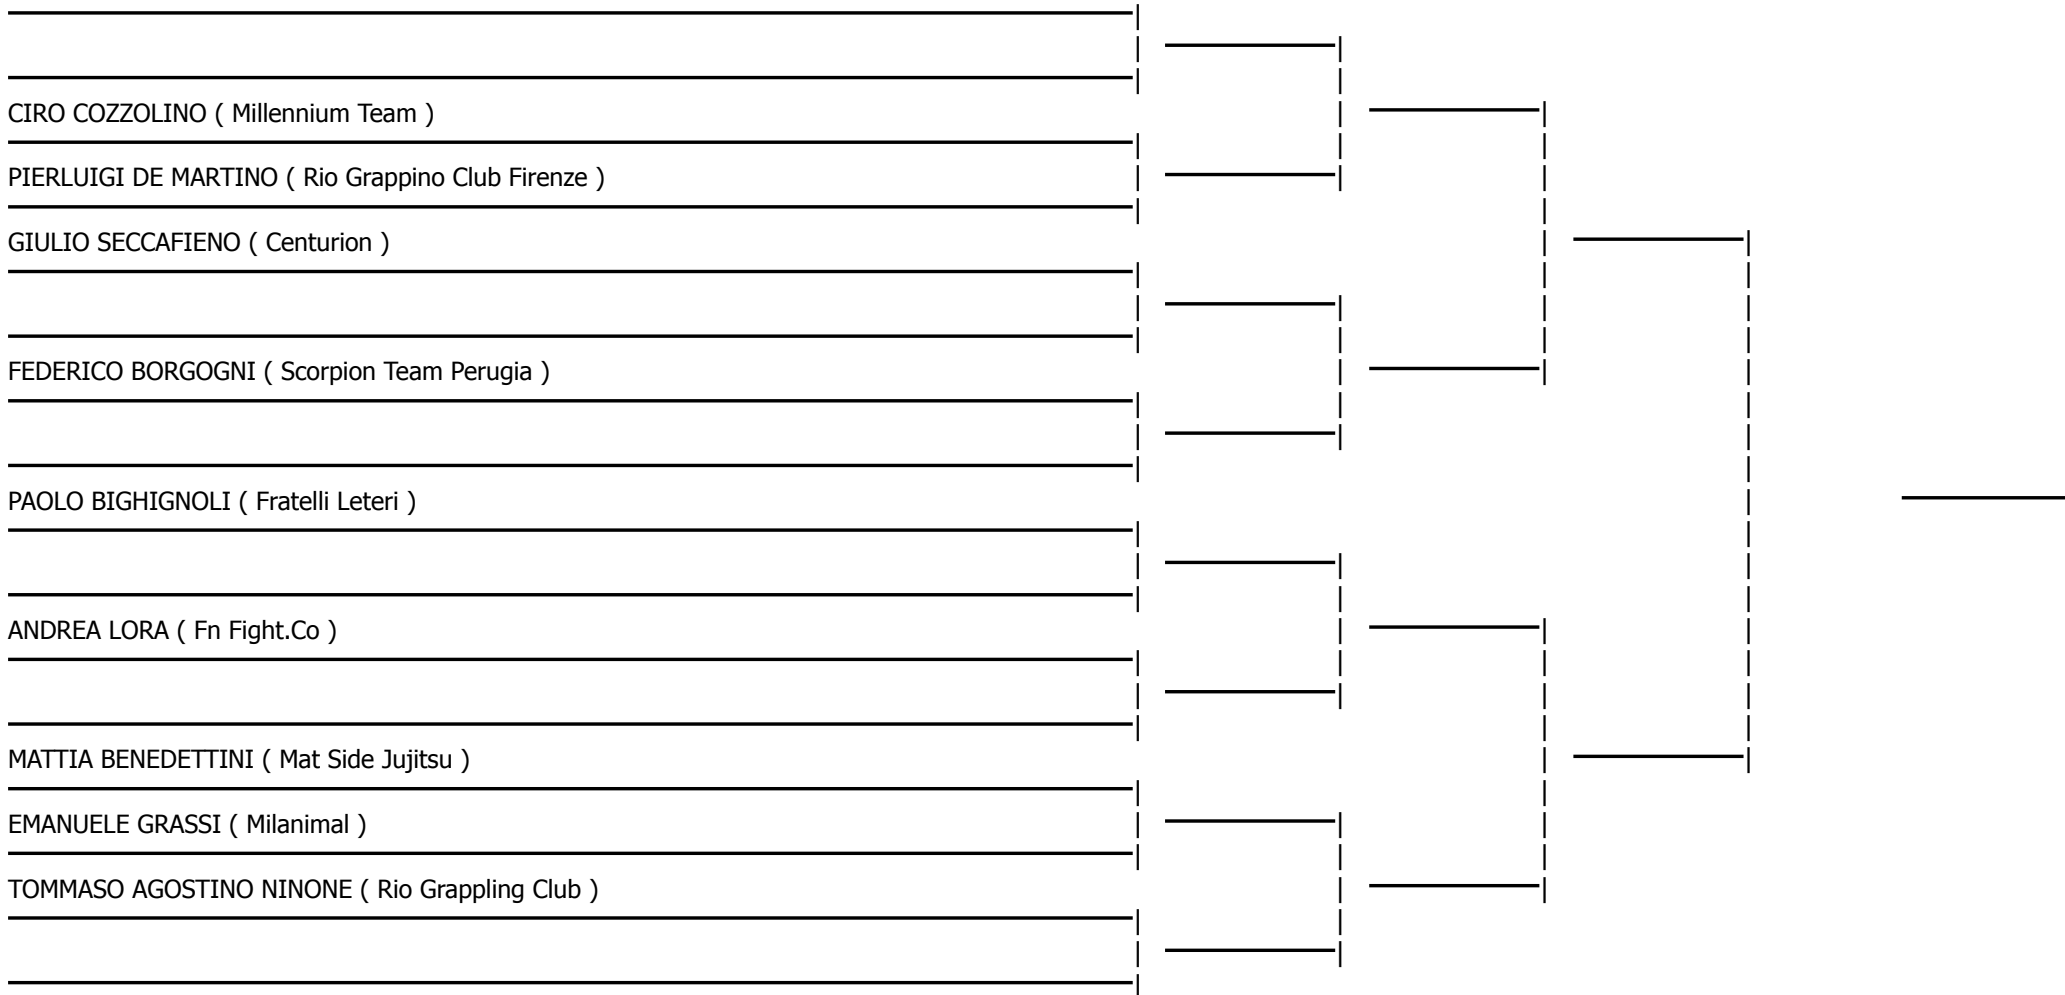 CIRO COZZOLINO ( Millennium Team )
PIERLUIGI DE MARTINO ( Rio Grappino Club Firenze )
GIULIO SECCAFIENO ( Centurion )
FEDERICO BORGOGNI ( Scorpion Team Perugia )
PAOLO BIGHIGNOLI ( Fratelli Leteri )
ANDREA LORA ( Fn Fight.Co )
MATTIA BENEDETTINI ( Mat Side Jujitsu )
EMANUELE GRASSI ( Milanimal )
TOMMASO AGOSTINO NINONE ( Rio Grappling Club )